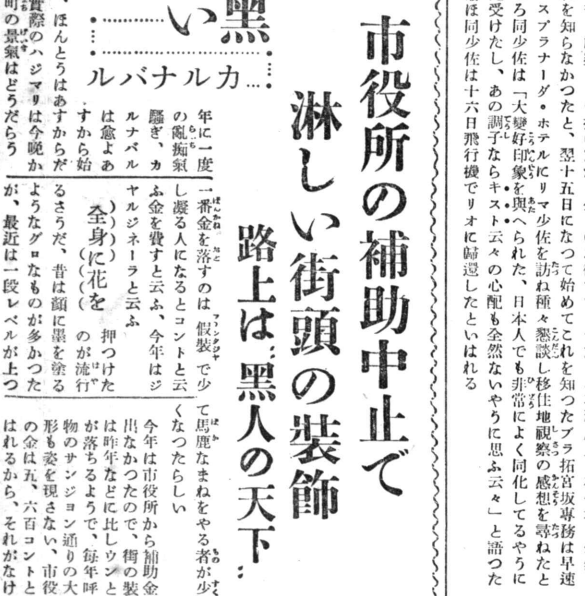 を知らなかつたと、翌十五日になつて始めてこれを知つたブラ拓宮坂専務は早速
スプラナーダ・ホテルにリマ少佐を訪ね種々懇談し移住地視察の感想を尋ねたと
ろ同少佐は「大變好印象を與へられた、日本人でも非常によく同化してるやうに
受けたし、あの調子ならキスト云々の心配も全然ないやうに思ふ云々」と語つた
ほ同少佐は十六日飛行機でリオに歸還したといはれる
市役所の補助中止で
淋しい街頭の装飾
路上は〝黑人の天下〟
黑
い
カルナバル
年に一度
の亂痴氣
騷ぎ、カ
ルナバル
は愈よあ
すから始
、ほんとうはあすからだ
實際のハジマリは今晩か
町の景氣はどうだらう
一番金を落すのは 假裝 で少
し凝る人になるとコントと云
ふ金を費すと云ふ、今年はジ
ヤルジネーラと云ふ
全身に花を
押つけた
のが流行
るさうだ、昔は顔に墨を塗る
ようなグロなものが多かつた
が、最近は一段レベルが上つ
て馬鹿なまねをやる者が少
くなつたらしい
今年は市役所から補助金
出なかつたので、街の裝
は昨年などに比しウンと
が落ちるようで、毎年呼
物のサンジョン通りの大
形も姿を現さない、市役
の金は五、六百コントと
はれるから、それがなけ